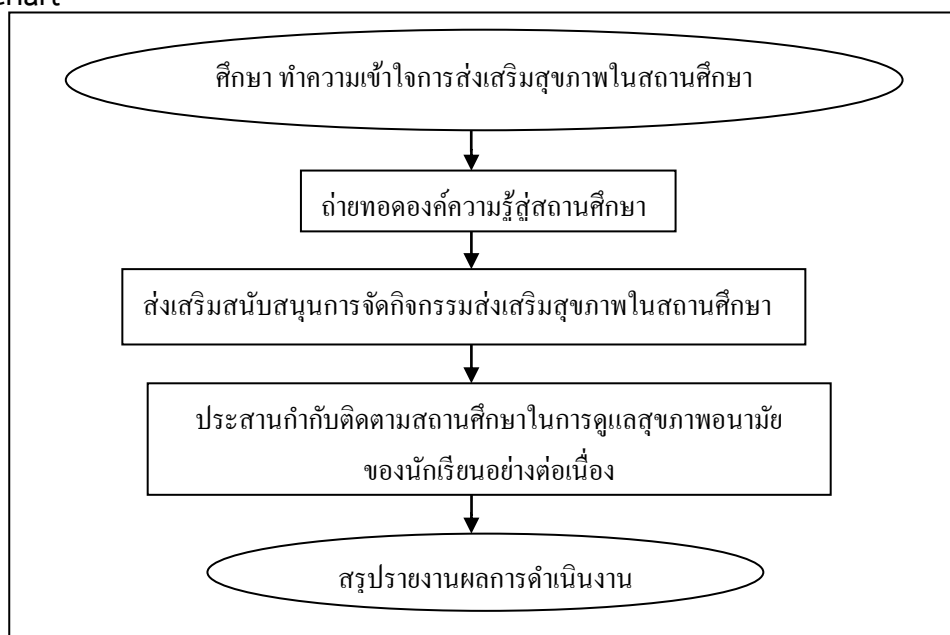 ศึกษา ทำความเข้าใจการส่งเสริมสุขภาพในสถานศึกษา
ถ่ายทอดองค์ความรู้สู่สถานศึกษา
ส่งเสริมสนับสนุนการจัดกิจกรรมส่งเสริมสุขภาพในสถานศึกษา
ประสานกำกับติดตามสถานศึกษาในการดูแลสุขภาพอนามัย
ของนักเรียนอย่างต่อเนื่อง
สรุปรายงานผลการดำเนินงาน